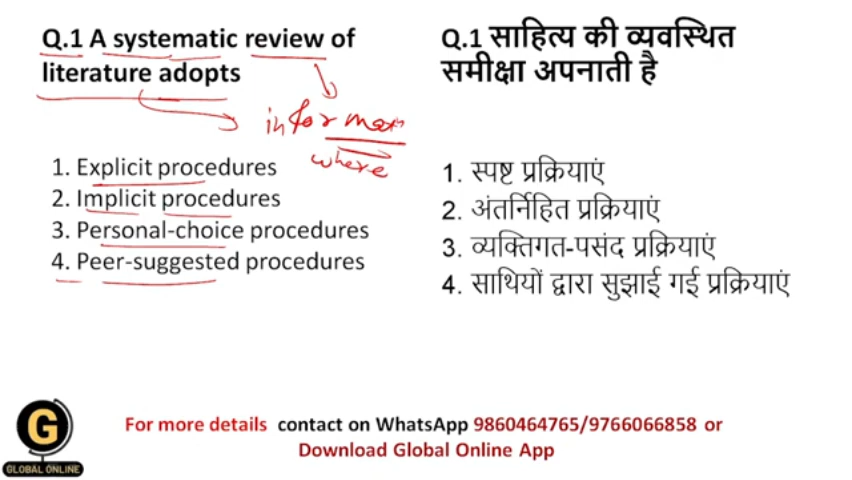 Q.1 A systematic review of
literature adopts
information
where
1. Explicit procedures
2. Implicit procedures
3. Personal-choice procedures
4. Peer-suggested procedures
Q.1 साहित्य की व्यवस्थित
समीक्षा अपनाती है
1. स्पष्ट प्रक्रियाएं
2. अंतर्निहित प्रक्रियाएं
3. व्यक्तिगत-पसंद प्रक्रियाएं
4. साथियों द्वारा सुझाई गई प्रक्रियाएं
G
GLOBAL ONLINE
For more details contact on WhatsApp 9860464765/9766066858 or
Download Global Online App